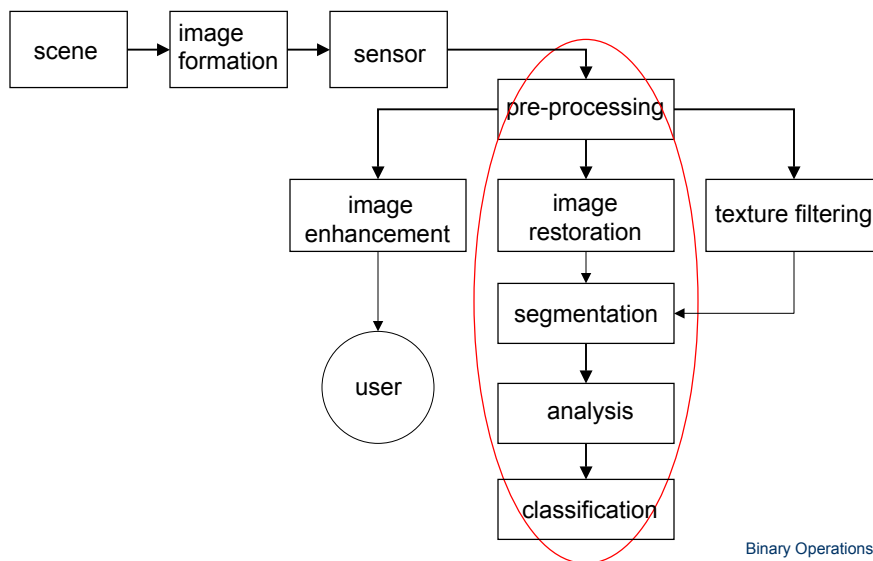 scene
image
formation
sensor
pre-processing
image
enhancement
image
restoration
texture filtering
segmentation
user
analysis
classification
Binary Operations